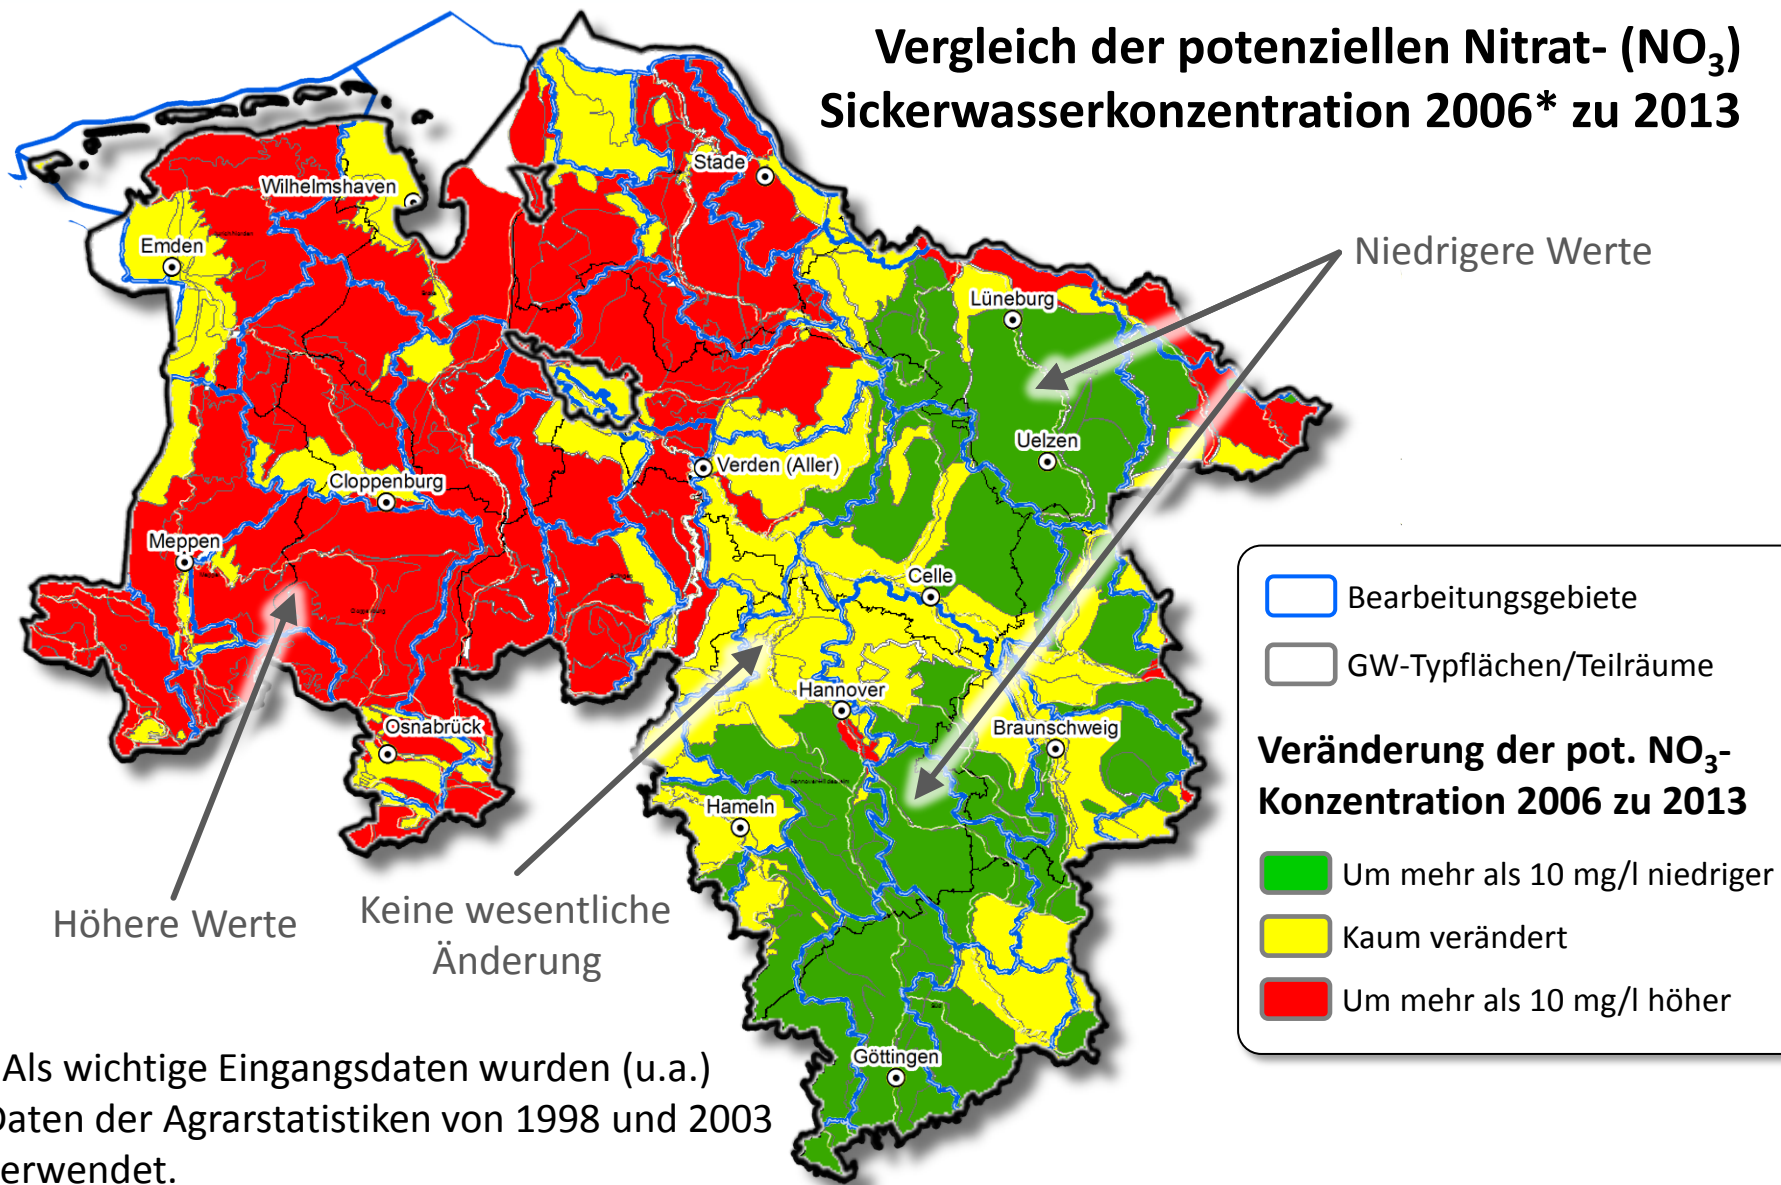 Vergleich der potenziellen Nitrat- (NO₃)
Sickerwasserkonzentration 2006* zu 2013
Stade
Wilhelmshaven
Emden
Niedrigere Werte
Lüneburg
Uelzen
Verden (Aller)
Cloppenburg
Meppen
Celle
Hannover
Osnabrück
Braunschweig
Hameln
Göttingen
Höhere Werte
Keine wesentliche
Änderung
Bearbeitungsgebiete
GW-Typflächen/Teilräume
Veränderung der pot. NO₃-
Konzentration 2006 zu 2013
Um mehr als 10 mg/l niedriger
Kaum verändert
Um mehr als 10 mg/l höher
Als wichtige Eingangsdaten wurden (u.a.)
Daten der Agrarstatistiken von 1998 und 2003
erwendet.